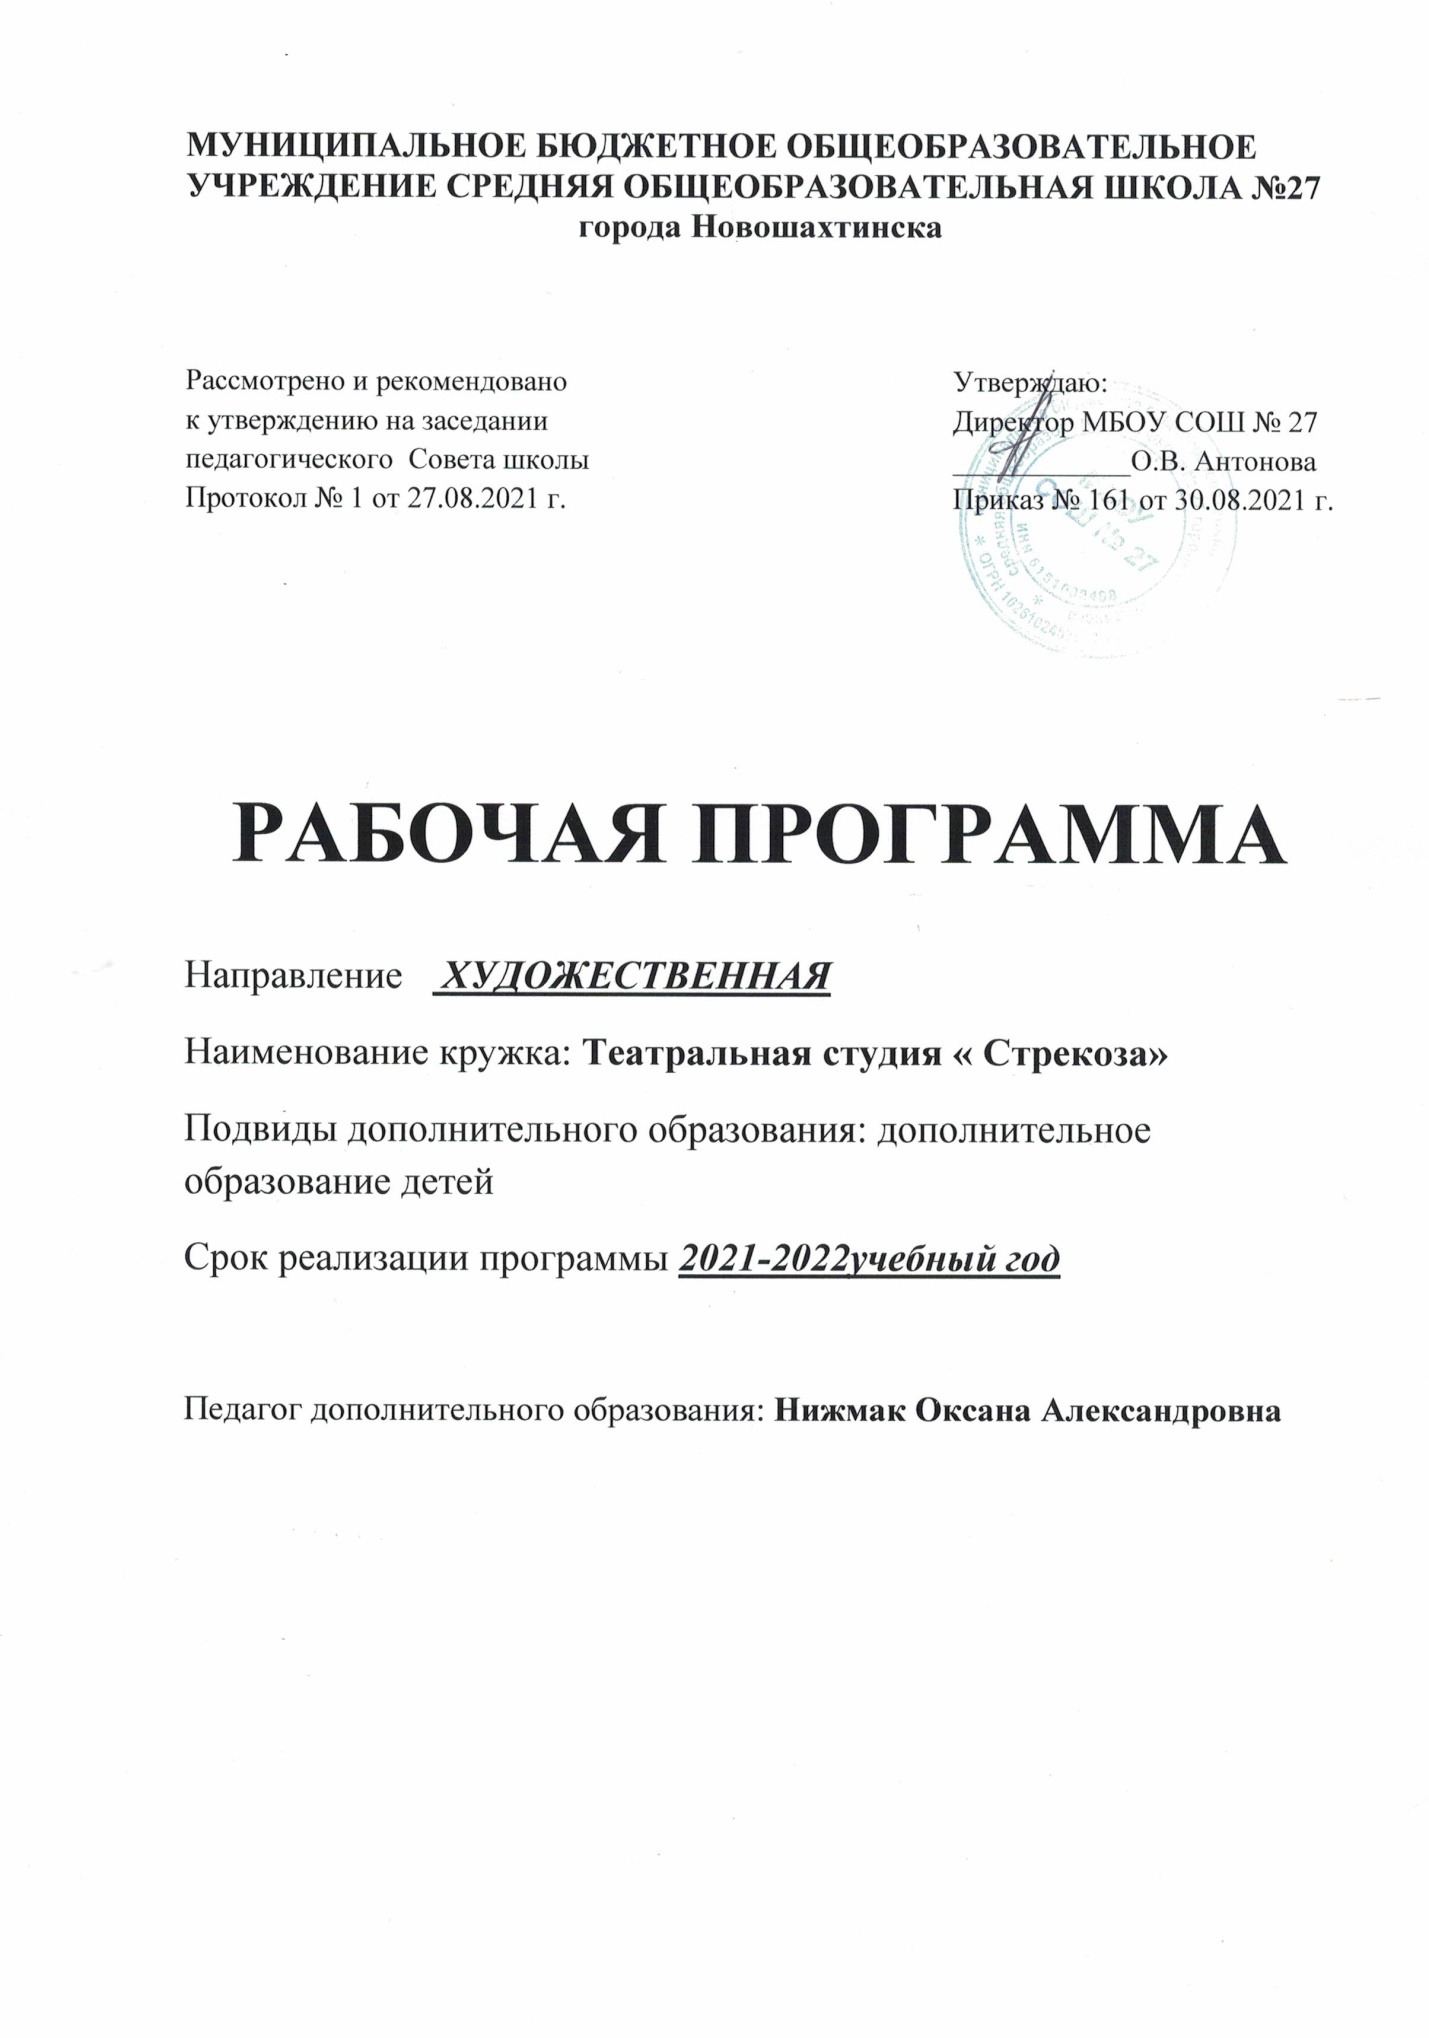 МУНИЦИПАЛЬНОЕ БЮДЖЕТНОЕ ОБЩЕОБРАЗОВАТЕЛЬНОЕ
УЧРЕЖДЕНИЕ СРЕДНЯЯ ОБЩЕОБРАЗОВАТЕЛЬНАЯ ШКОЛА №27
города Новошахтинска
Рассмотрено и рекомендовано
к утверждению на заседании
педагогического Совета школы
Протокол № 1 от 27.08.2021 г.
Утверждаю:
Директор МБОУ СОШ № 27
____________О.В. Антонова
Приказ № 161 от 30.08.2021 г.
СОШ № 27
РАБОЧАЯ ПРОГРАММА
Направление ХУДОЖЕСТВЕННАЯ
Наименование кружка: Театральная студия « Стрекоза»
Подвиды дополнительного образования: дополнительное
образование детей
Срок реализации программы 2021-2022учебный год
Педагог дополнительного образования: Нижмак Оксана Александровна